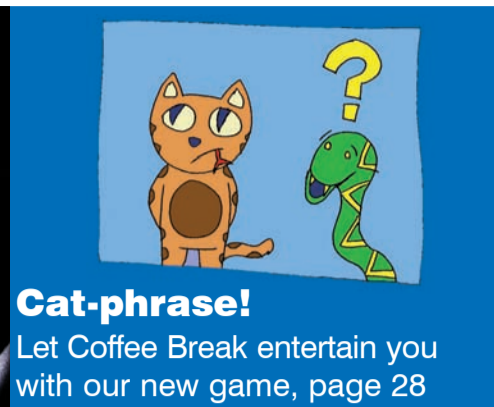 ?
Cat-phrase!
Let Coffee Break entertain you
with our new game, page 28